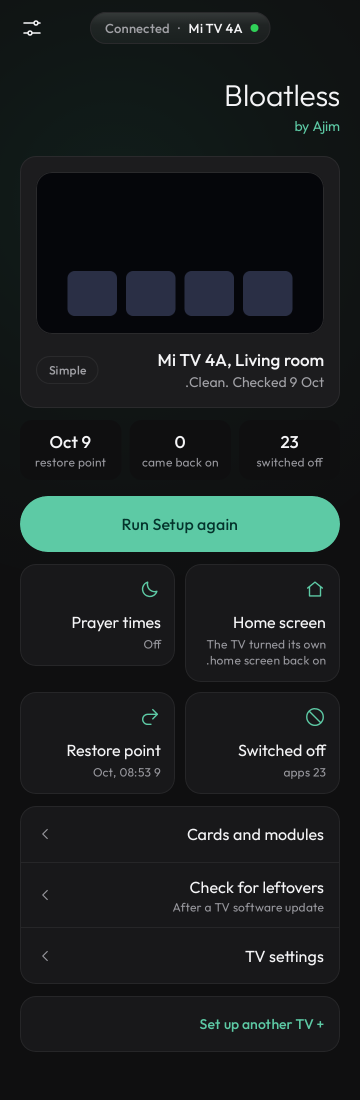 Connected · Mi TV 4A
Bloatless
by Ajim
Mi TV 4A, Living room
.Clean. Checked 9 Oct
Simple
23
switched off
0
came back on
Oct 9
restore point
Run Setup again
Home screen
The TV turned its own
.home screen back on
Prayer times
Off
Switched off
apps 23
Restore point
Oct, 08:53 9
Cards and modules
Check for leftovers
After a TV software update
TV settings
Set up another TV +